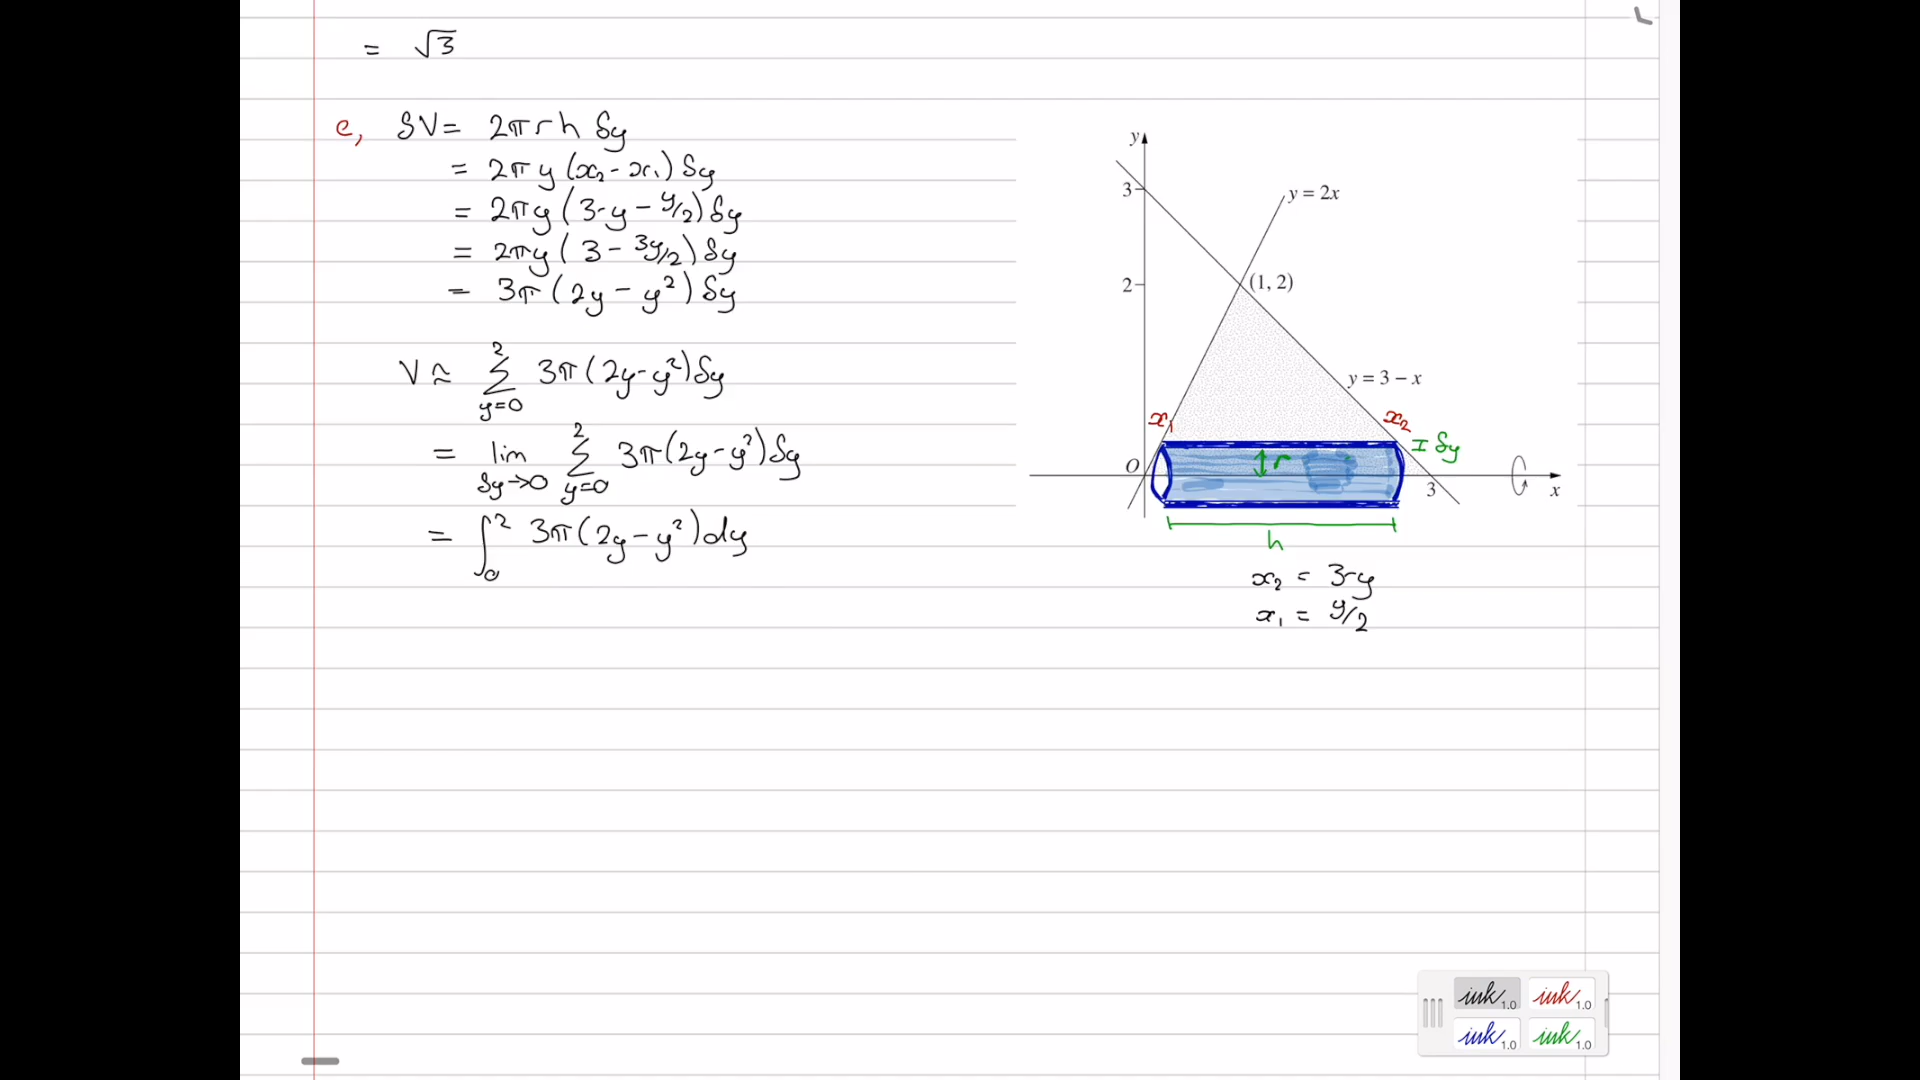 = √3
e, δV = 2πrh δy
= 2πy (x₂ - x₁) δy
= 2πy (3-y - y/2) δy
= 2πy (3 - 3y/2) δy
= 3π (2y - y²) δy
V ≈ Σ_{y=0}^{2} 3π (2y-y²) δy
= lim_{δy→0} Σ_{y=0}^{2} 3π (2y-y²) δy
= ∫₀² 3π (2y - y²) dy
y
3
y = 2x
2
(1, 2)
y = 3 − x
x₁
x₂
I δy
r
O
3
x
h
x₂ = 3-y
x₁ = y/2
ink 1.0
ink 1.0
ink 1.0
ink 1.0